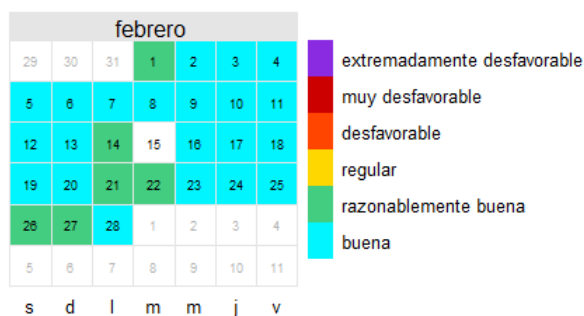 febrero
29 30 31 1 2 3 4
5 6 7 8 9 10 11
12 13 14 15 16 17 18
19 20 21 22 23 24 25
26 27 28 1 2 3 4
5 6 7 8 9 10 11
s d l m m j v
extremadamente desfavorable
muy desfavorable
desfavorable
regular
razonablemente buena
buena